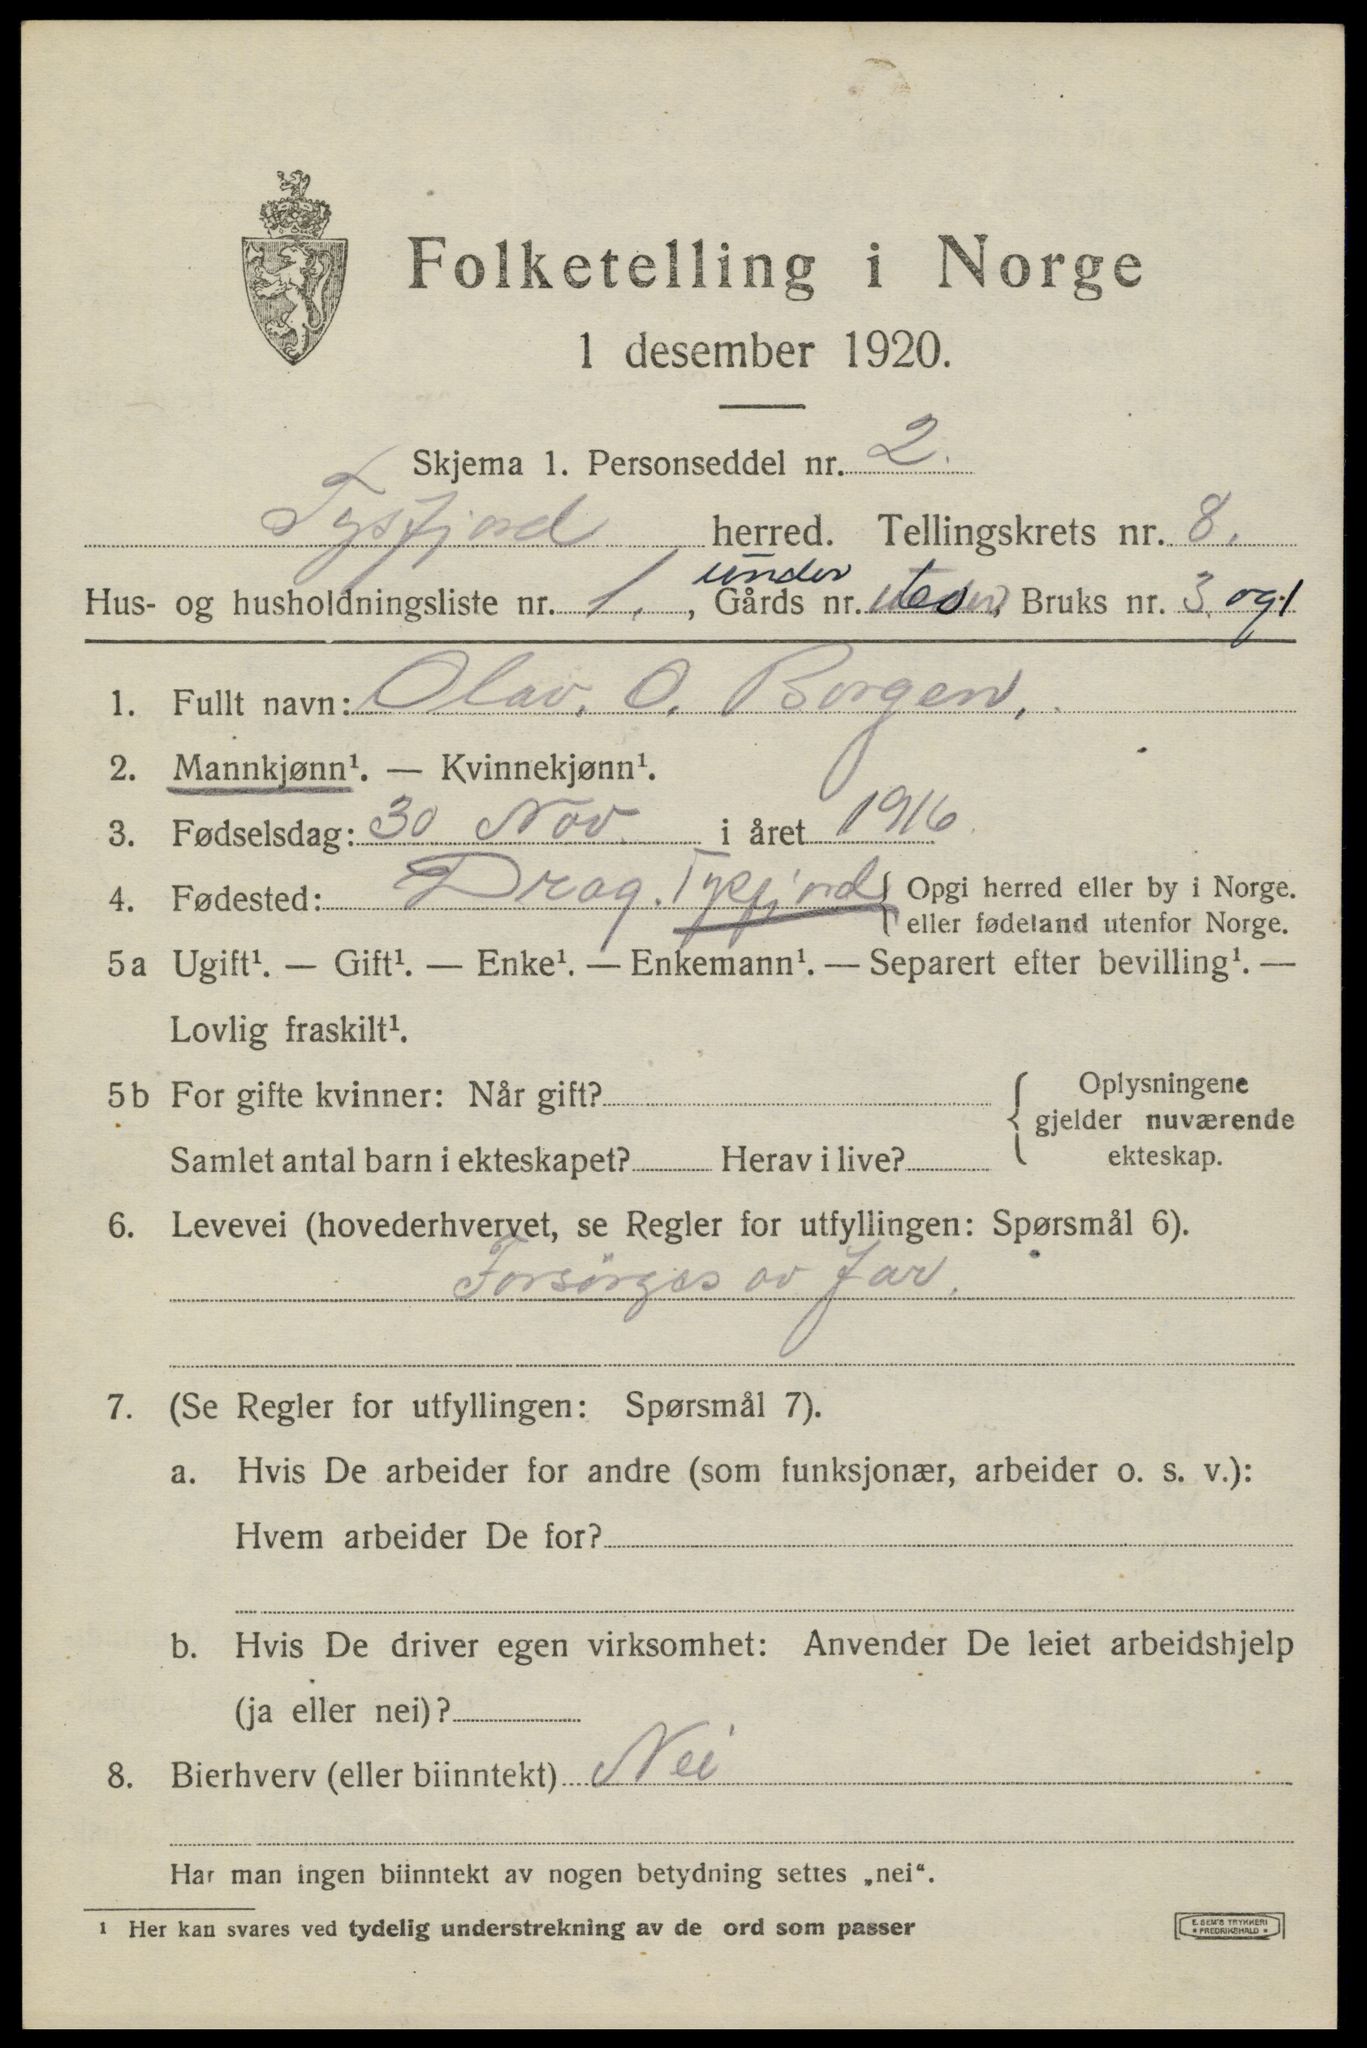 Folketelling i Norge
1 desember 1920.
Skjema 1. Personseddel nr. 2.
Tysfjord herred. Tellingskrets nr. 8.
under
Hus- og husholdningsliste nr. 1., Gårds nr. Bruks nr. 3. og 1
1. Fullt navn: Olav. O. Borgen.
2. Mannkjønn¹. — Kvinnekjønn¹.
3. Fødselsdag: 30 Nov. i året 1916.
4. Fødested: Drag. Tysfjord { Opgi herred eller by i Norge.
eller fødeland utenfor Norge.
5a Ugift¹. — Gift¹. — Enke¹. — Enkemann¹. — Separert efter bevilling¹. —
Lovlig fraskilt¹.
5b For gifte kvinner: Når gift? { Oplysningene
gjelder nuværende
Samlet antal barn i ekteskapet? Herav i live? ekteskap.
6. Levevei (hovederhvervet, se Regler for utfyllingen: Spørsmål 6).
Forsörges av far.
7. (Se Regler for utfyllingen: Spørsmål 7).
a. Hvis De arbeider for andre (som funksjonær, arbeider o. s. v.):
Hvem arbeider De for?
b. Hvis De driver egen virksomhet: Anvender De leiet arbeidshjelp
(ja eller nei)?
8. Bierhverv (eller biinntekt) Nei
Har man ingen biinntekt av nogen betydning settes „nei“.
¹ Her kan svares ved tydelig understrekning av de ord som passer
E. SEM'S TRYKKERI
* FREDRIKSHALD *